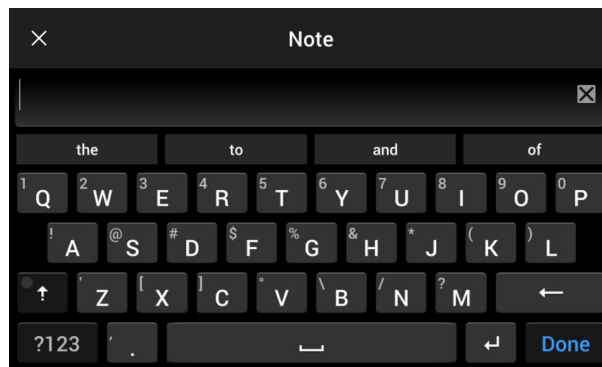 Note
the to and of
1 Q 2 W 3 E 4 R 5 T 6 Y 7 U 8 I 9 O 0 P
! A @ S # D $ F % G & H * J ( K ) L
' Z [ X ] C ° V \ B / N ? M
?123 ' . Done